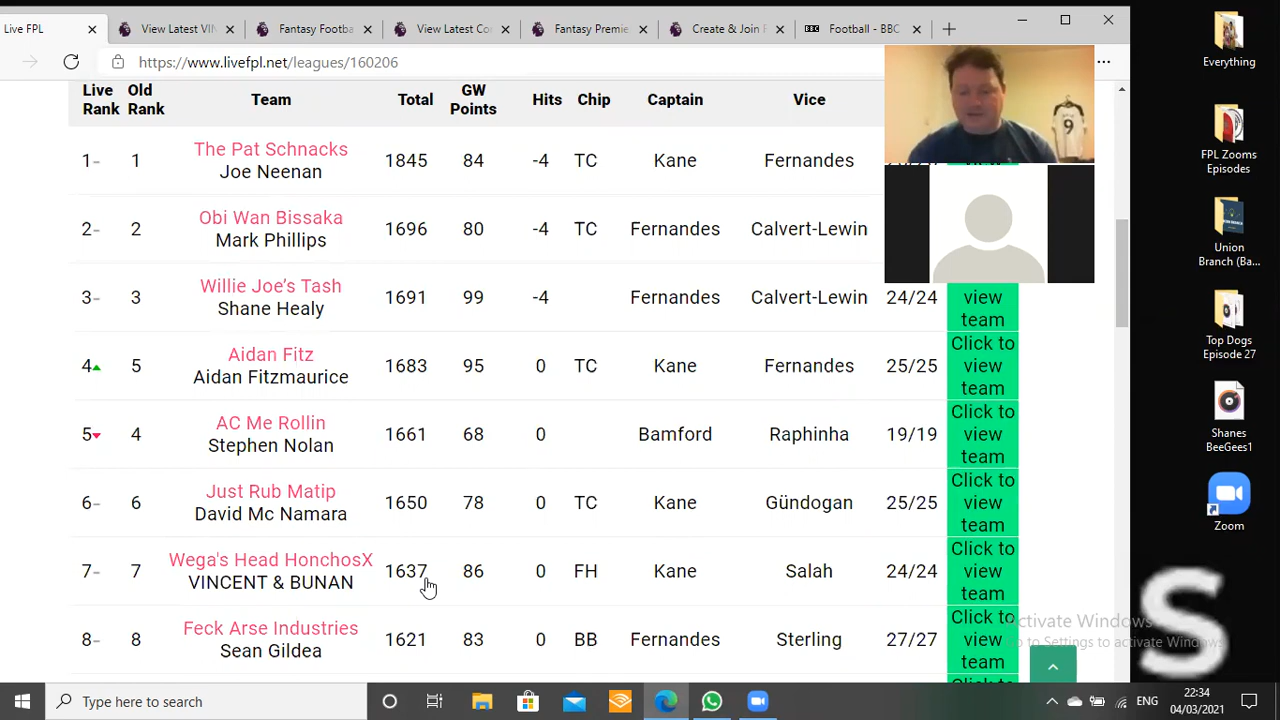 Live FPL
View Latest VIN
Fantasy Footba
View Latest Co
Fantasy Premie
Create & Join F
Football - BBC
https://www.livefpl.net/leagues/160206
Live Rank Old Rank Team Total GW Points Hits Chip Captain Vice
1 1 The Pat Schnacks Joe Neenan 1845 84 -4 TC Kane Fernandes
2 2 Obi Wan Bissaka Mark Phillips 1696 80 -4 TC Fernandes Calvert-Lewin
3 3 Willie Joe's Tash Shane Healy 1691 99 -4 Fernandes Calvert-Lewin 24/24 view team
4 5 Aidan Fitz Aidan Fitzmaurice 1683 95 0 TC Kane Fernandes 25/25 Click to view team
5 4 AC Me Rollin Stephen Nolan 1661 68 0 Bamford Raphinha 19/19 Click to view team
6 6 Just Rub Matip David Mc Namara 1650 78 0 TC Kane Gündogan 25/25 Click to view team
7 7 Wega's Head HonchosX VINCENT & BUNAN 1637 86 0 FH Kane Salah 24/24 Click to view team
8 8 Feck Arse Industries Sean Gildea 1621 83 0 BB Fernandes Sterling 27/27 Click to view team
9
Everything
FPL Zooms Episodes
Union Branch (Ba...
Top Dogs Episode 27
Shanes BeeGees1
Zoom
S
Activate Windows
Go to Settings to activate Windows.
Type here to search
ENG
22:34
04/03/2021